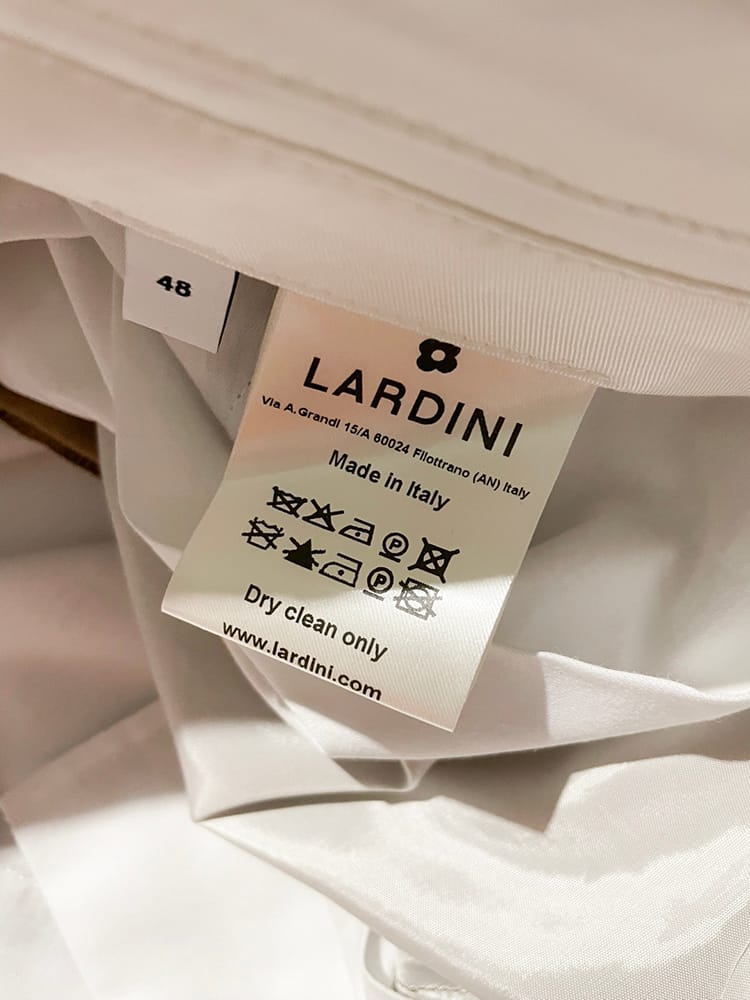 48
LARDINI
Via A.Grandi 15/A 60024 Filottrano (AN) Italy
Made in Italy
P
P
Dry clean only
www.lardini.com